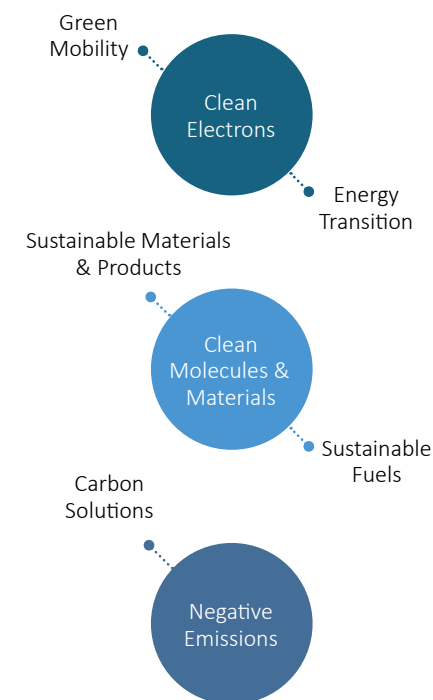 Green
Mobility
Clean
Electrons
Energy
Transition
Sustainable Materials
& Products
Clean
Molecules &
Materials
Sustainable
Fuels
Carbon
Solutions
Negative
Emissions